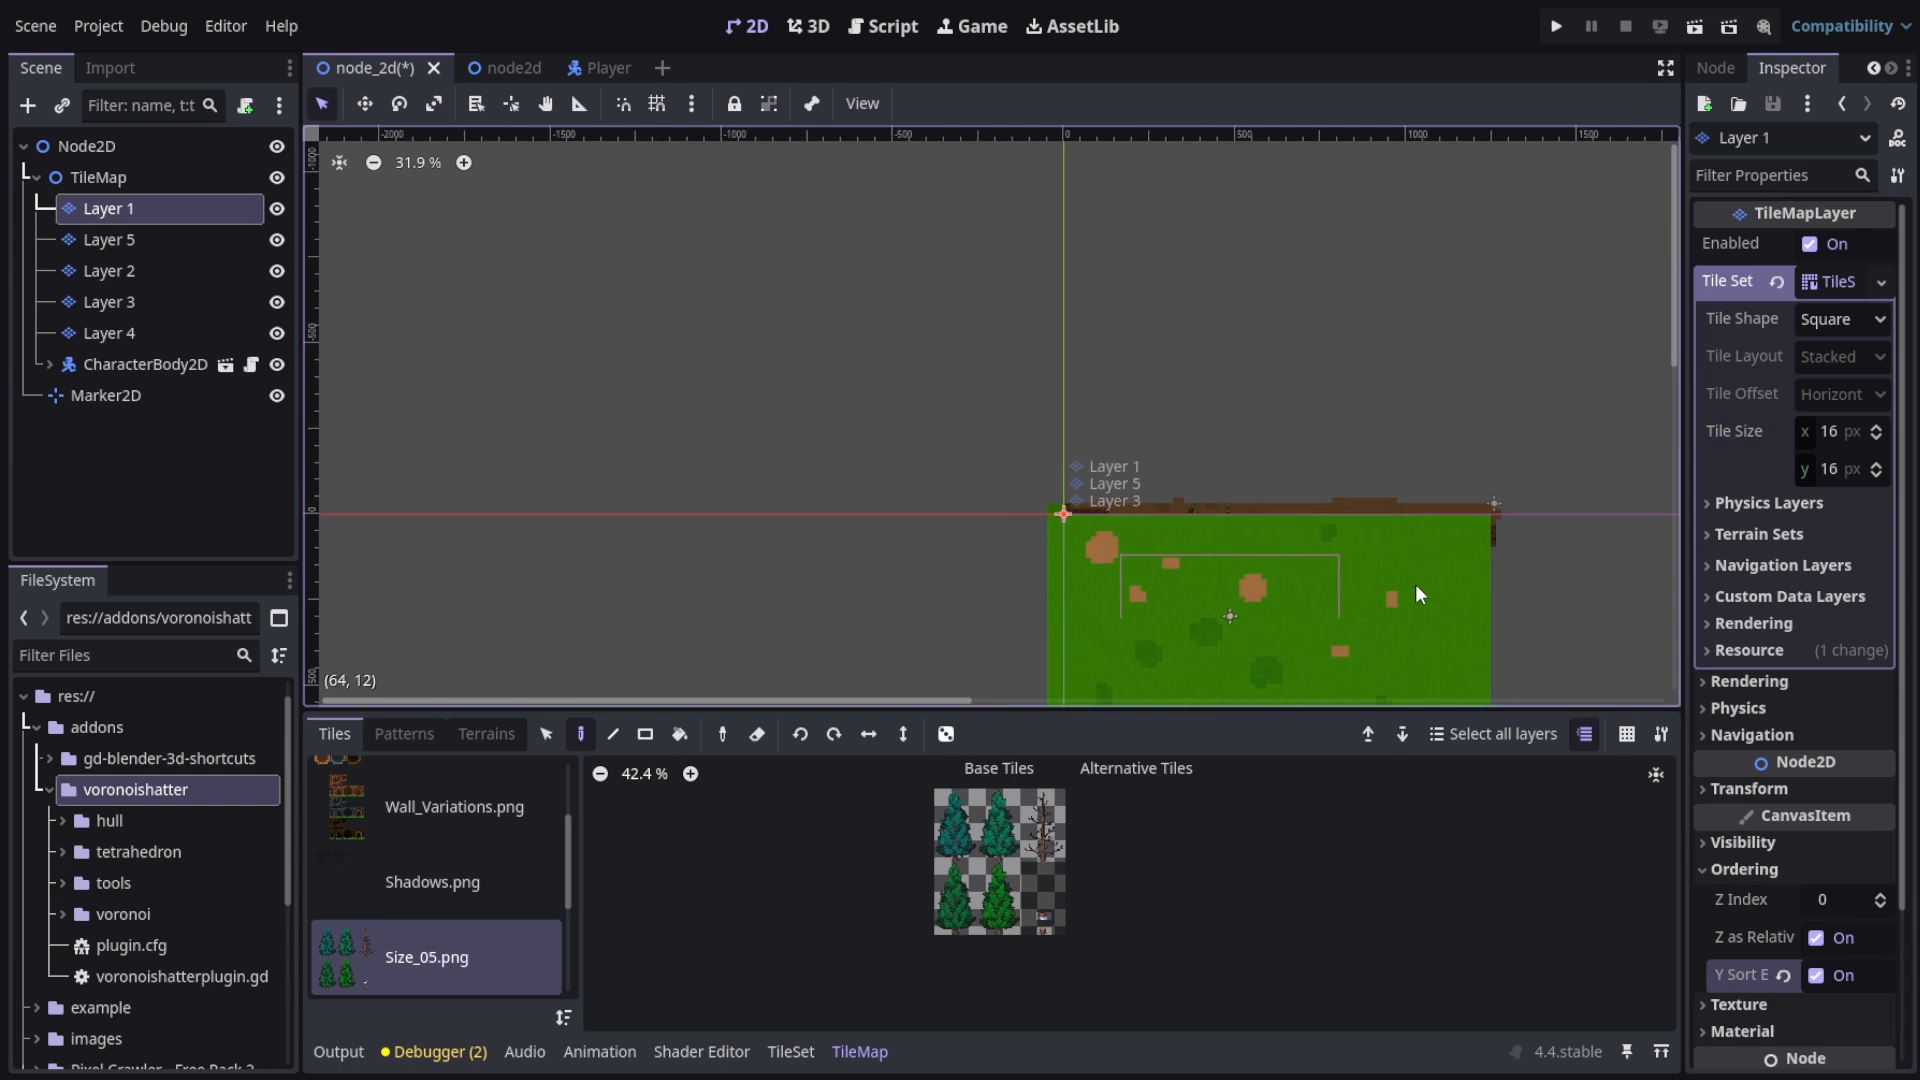 Scene Project Debug Editor Help
2D 3D Script Game AssetLib
Compatibility
Scene Import
node_2d(*) node2d Player
Node Inspector
Filter: name, t:t
View
Node2D
TileMap
Layer 1
Layer 5
Layer 2
Layer 3
Layer 4
CharacterBody2D
Marker2D
-2000 -1500 -1000 -500 0 500 1000 1500
-1000
-500
0
500
31.9 %
Layer 1
Layer 5
Layer 3
(64, 12)
Layer 1
Filter Properties
TileMapLayer
Enabled On
Tile Set TileS
Tile Shape Square
Tile Layout Stacked
Tile Offset Horizont
Tile Size x 16 px
y 16 px
Physics Layers
Terrain Sets
Navigation Layers
Custom Data Layers
Rendering
Resource (1 change)
Rendering
Physics
Navigation
Node2D
Transform
CanvasItem
Visibility
Ordering
Z Index 0
Z as Relativ On
Y Sort E On
Texture
Material
Node
FileSystem
res://addons/voronoishatt
Filter Files
res://
addons
gd-blender-3d-shortcuts
voronoishatter
hull
tetrahedron
tools
voronoi
plugin.cfg
voronoishatterplugin.gd
example
images
Tiles Patterns Terrains
Select all layers
Wall_Variations.png
Shadows.png
Size_05.png
42.4 %
Base Tiles Alternative Tiles
Output Debugger (2) Audio Animation Shader Editor TileSet TileMap
4.4.stable